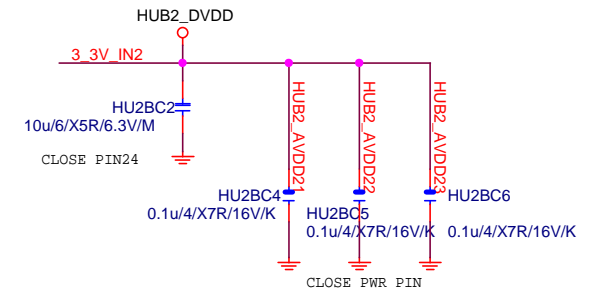 HUB2_DVDD
3_3V_IN2
HU2BC2
10u/6/X5R/6.3V/M
CLOSE PIN24
HUB2_AVDD21
HUB2_AVDD22
HUB2_AVDD23
HU2BC4
0.1u/4/X7R/16V/K
HU2BC5
0.1u/4/X7R/16V/K
HU2BC6
0.1u/4/X7R/16V/K
CLOSE PWR PIN